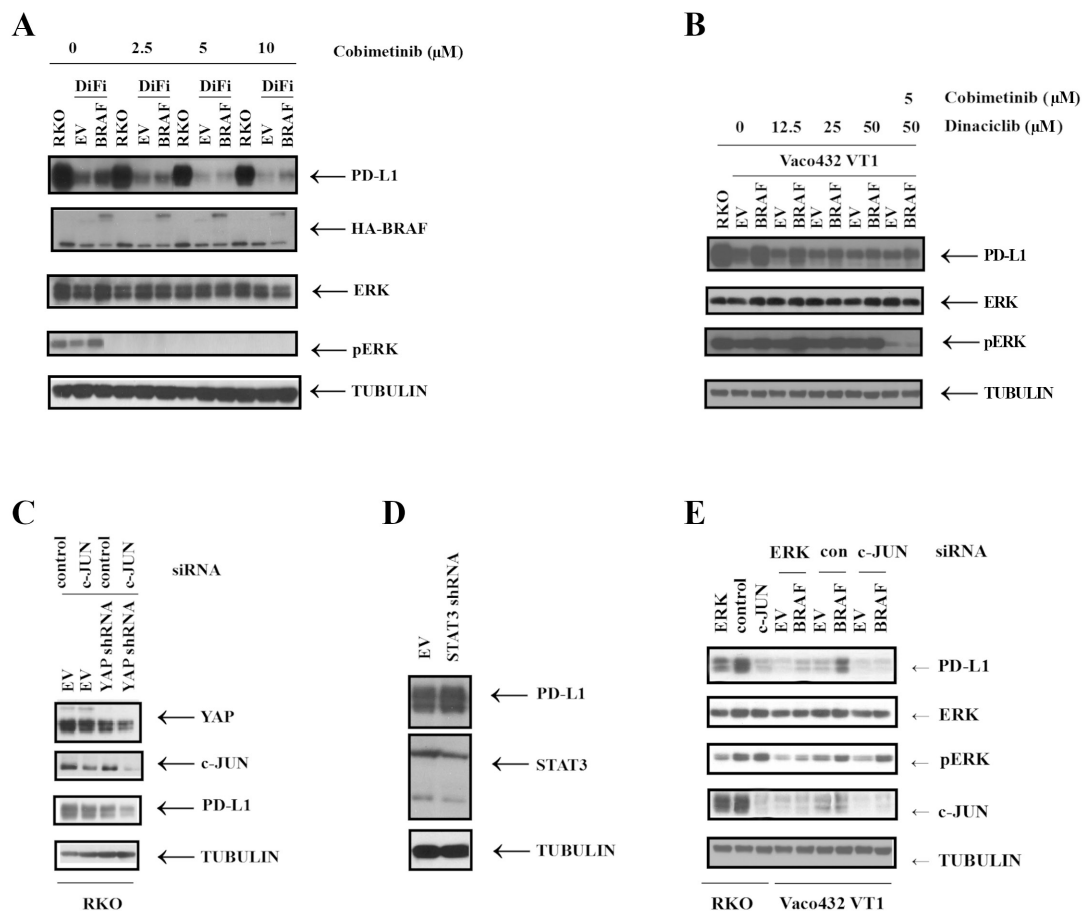 A
0 2.5 5 10 Cobimetinib (μM)
DiFi DiFi DiFi DiFi
RKO EV BRAF RKO EV BRAF RKO EV BRAF RKO EV BRAF
PD-L1
HA-BRAF
ERK
pERK
TUBULIN
B
5 Cobimetinib (μM)
0 12.5 25 50 50 Dinaciclib (μM)
Vaco432 VT1
RKO EV BRAF EV BRAF EV BRAF EV BRAF EV BRAF
PD-L1
ERK
pERK
TUBULIN
C
control c-JUN control c-JUN siRNA
EV EV YAP shRNA YAP shRNA
YAP
c-JUN
PD-L1
TUBULIN
RKO
D
EV STAT3 shRNA
PD-L1
STAT3
TUBULIN
E
ERK con c-JUN siRNA
ERK control c-JUN EV BRAF EV BRAF EV BRAF
PD-L1
ERK
pERK
c-JUN
TUBULIN
RKO Vaco432 VT1